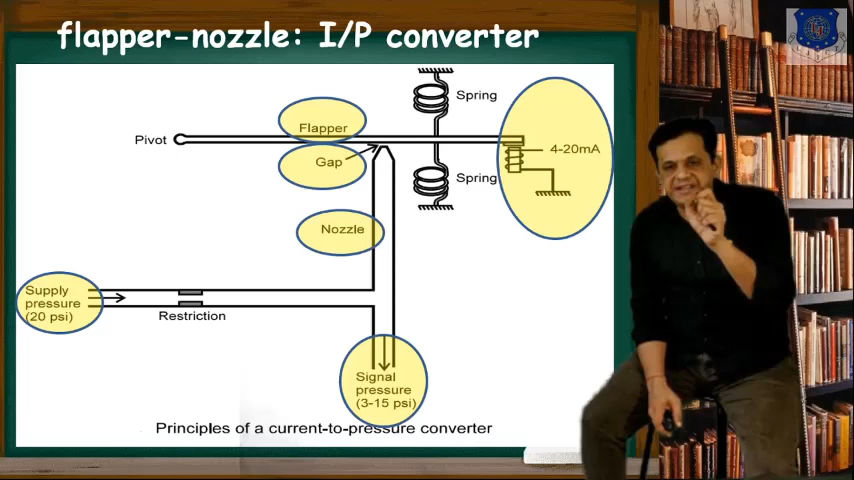 flapper-nozzle: I/P converter
Spring
Flapper
Pivot
4-20mA
Gap
Spring
Nozzle
Supply
pressure
(20 psi)
Restriction
Signal
pressure
(3-15 psi)
Principles of a current-to-pressure converter